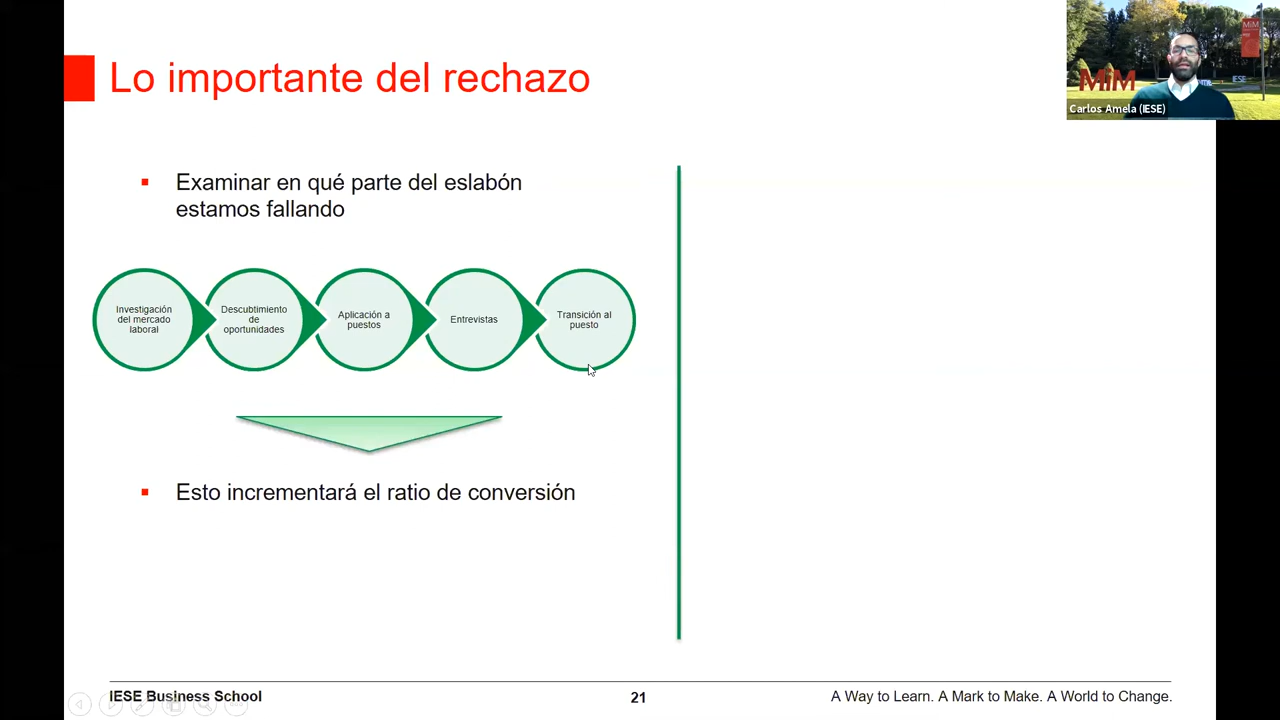 Lo importante del rechazo
MiM
IESE
Carlos Amela (IESE)
Examinar en qué parte del eslabón
estamos fallando
Investigación
del mercado
laboral
Descubtimiento
de
oportunidades
Aplicación a
puestos
Entrevistas
Transición al
puesto
Esto incrementará el ratio de conversión
IESE Business School
21
A Way to Learn. A Mark to Make. A World to Change.